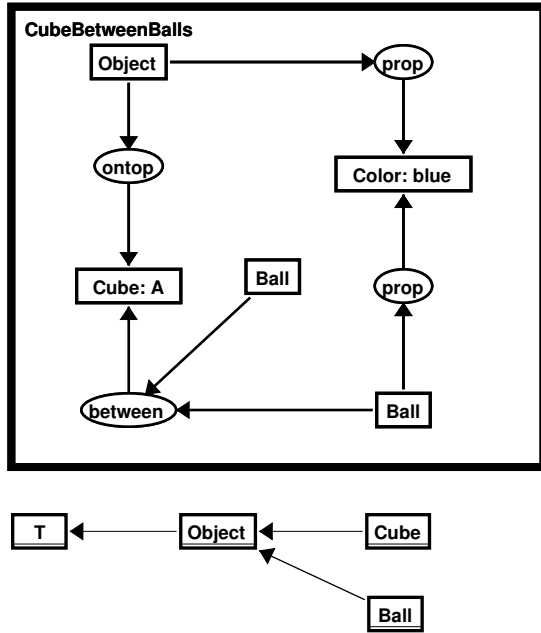 CubeBetweenBalls
Object
prop
ontop
Color: blue
Cube: A
Ball
prop
between
Ball
T
Object
Cube
Ball